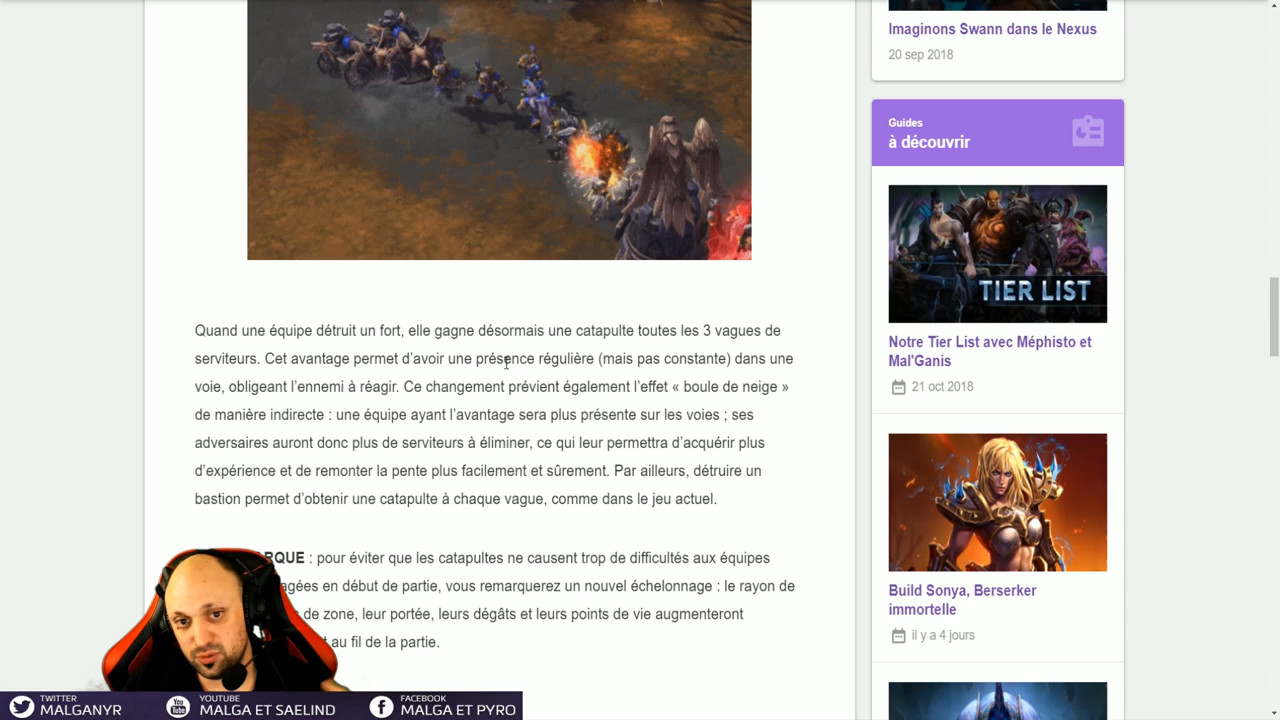 Imaginons Swann dans le Nexus
20 sep 2018
Guides
à découvrir
TIER LIST
Notre Tier List avec Méphisto et
Mal'Ganis
21 oct 2018
Build Sonya, Berserker
immortelle
il y a 4 jours
Quand une équipe détruit un fort, elle gagne désormais une catapulte toutes les 3 vagues de
serviteurs. Cet avantage permet d’avoir une présence régulière (mais pas constante) dans une
voie, obligeant l’ennemi à réagir. Ce changement prévient également l’effet « boule de neige »
de manière indirecte : une équipe ayant l’avantage sera plus présente sur les voies ; ses
adversaires auront donc plus de serviteurs à éliminer, ce qui leur permettra d’acquérir plus
d’expérience et de remonter la pente plus facilement et sûrement. Par ailleurs, détruire un
bastion permet d’obtenir une catapulte à chaque vague, comme dans le jeu actuel.
RQUE : pour éviter que les catapultes ne causent trop de difficultés aux équipes
agées en début de partie, vous remarquerez un nouvel échelonnage : le rayon de
de zone, leur portée, leurs dégâts et leurs points de vie augmenteront
au fil de la partie.
TWITTER
MALGANYR
YOUTUBE
MALGA ET SAELIND
FACEBOOK
MALGA ET PYRO